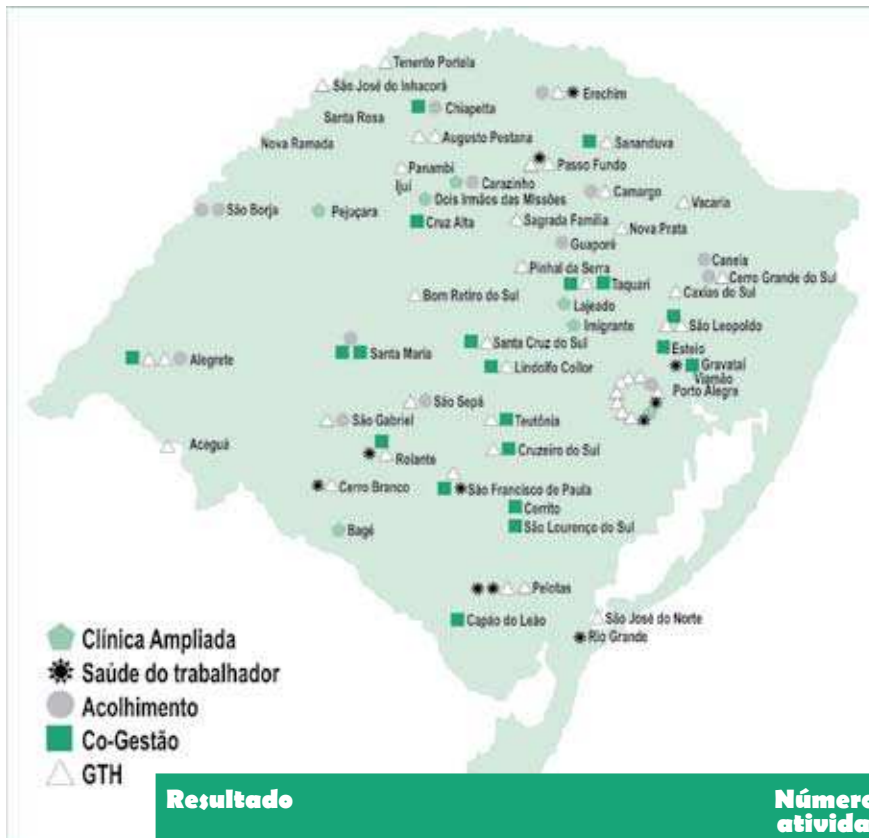 Tenente Portela
São José do Inhacorá
Santa Rosa
Chiapetta
Erechim
Nova Ramada
Augusto Pestana
Sananduva
Panambi
Passo Fundo
Ijuí
Carazinho
Camargo
Dois Irmãos das Missões
Vacaria
São Borja
Pejuçara
Cruz Alta
Sagrada Família
Nova Prata
Guaporé
Canela
Pinhal da Serra
Cerro Grande do Sul
Taquari
Caxias do Sul
Bom Retiro do Sul
Lajeado
Imigrante
São Leopoldo
Santa Cruz do Sul
Esteio
Alegrete
Santa Maria
Lindolfo Collor
Gravataí
Viamão
Porto Alegre
São Sepá
São Gabriel
Teutônia
Aceguá
Rolante
Cruzeiro do Sul
Cerro Branco
São Francisco de Paula
Cerrito
Bagé
São Lourenço do Sul
Pelotas
Capão do Leão
São José do Norte
Rio Grande
Clínica Ampliada
Saúde do trabalhador
Acolhimento
Co-Gestão
GTH
Resultado
Número
ativida